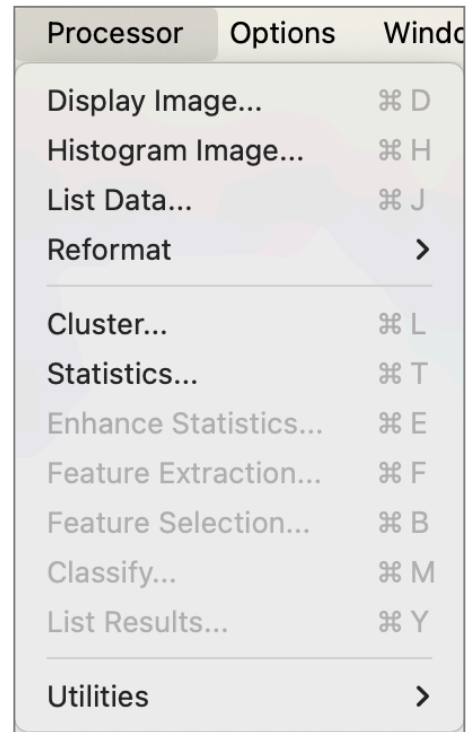 Processor Options Windo
Display Image... ⌘ D
Histogram Image... ⌘ H
List Data... ⌘ J
Reformat >
Cluster... ⌘ L
Statistics... ⌘ T
Enhance Statistics... ⌘ E
Feature Extraction... ⌘ F
Feature Selection... ⌘ B
Classify... ⌘ M
List Results... ⌘ Y
Utilities >